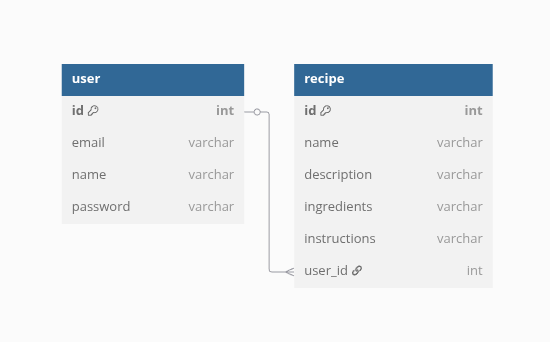 user
id int
email varchar
name varchar
password varchar
recipe
id int
name varchar
description varchar
ingredients varchar
instructions varchar
user_id int